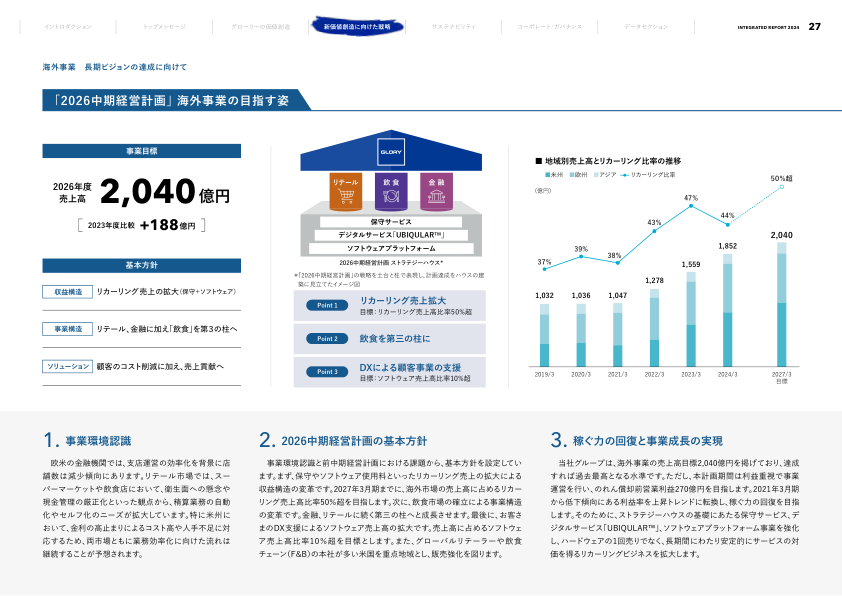 イントロダクション
トップメッセージ
グローリーの価値創造
新価値創造に向けた戦略
サステナビリティ
コーポレート・ガバナンス
データセクション
INTEGRATED REPORT 2024 27
海外事業 長期ビジョンの達成に向けて
「2026中期経営計画」海外事業の目指す姿
事業目標
2026年度
売上高
2,040億円
2023年度比較 +188億円
基本方針
収益構造 リカーリング売上の拡大（保守+ソフトウェア）
事業構造 リテール、金融に加え「飲食」を第3の柱へ
ソリューション 顧客のコスト削減に加え、売上貢献へ
GLORY
リテール 飲食 金融
保守サービス
デジタルサービス「UBIQULAR™」
ソフトウェアプラットフォーム
2026中期経営計画 ストラテジーハウス*
*「2026中期経営計画」の戦略を土台と柱で表現し、計画達成をハウスの建
築に見立てたイメージ図
Point 1 リカーリング売上拡大
目標：リカーリング売上高比率50%超
Point 2 飲食を第三の柱に
Point 3 DXによる顧客事業の支援
目標：ソフトウェア売上高比率10%超
■ 地域別売上高とリカーリング比率の推移
米州 欧州 アジア リカーリング比率
（億円）
37% 39% 38% 43% 47% 44% 50%超
1,032 1,036 1,047 1,278 1,559 1,852 2,040
2019/3 2020/3 2021/3 2022/3 2023/3 2024/3 2027/3
目標
1. 事業環境認識
欧米の金融機関では、支店運営の効率化を背景に店
舗数は減少傾向にあります。リテール市場では、スー
パーマーケットや飲食店において、衛生面への懸念や
現金管理の厳正化といった観点から、精算業務の自動
化やセルフ化のニーズが拡大しています。特に米州に
おいて、金利の高止まりによるコスト高や人手不足に対
応するため、両市場ともに業務効率化に向けた流れは
継続することが予想されます。
2. 2026中期経営計画の基本方針
事業環境認識と前中期経営計画における課題から、基本方針を設定してい
ます。まず、保守やソフトウェア使用料といったリカーリング売上の拡大による
収益構造の変革です。2027年3月期までに、海外市場の売上高に占めるリカー
リング売上高比率50%超を目指します。次に、飲食市場の確立による事業構造
の変革です。金融、リテールに続く第三の柱へと成長させます。最後に、お客さ
まのDX支援によるソフトウェア売上高の拡大です。売上高に占めるソフトウェ
ア売上高比率10%超を目標とします。また、グローバルリテーラーや飲食
チェーン（F&B）の本社が多い米国を重点地域とし、販売強化を図ります。
3. 稼ぐ力の回復と事業成長の実現
当社グループは、海外事業の売上高目標2,040億円を掲げており、達成
すれば過去最高となる水準です。ただし、本計画期間は利益重視で事業
運営を行い、のれん償却前営業利益270億円を目指します。2021年3月期
から低下傾向にある利益率を上昇トレンドに転換し、稼ぐ力の回復を目指
します。そのために、ストラテジーハウスの基礎にあたる保守サービス、デ
ジタルサービス「UBIQULAR™」、ソフトウェアプラットフォーム事業を強化
し、ハードウェアの1回売りでなく、長期間にわたり安定的にサービスの対
価を得るリカーリングビジネスを拡大します。